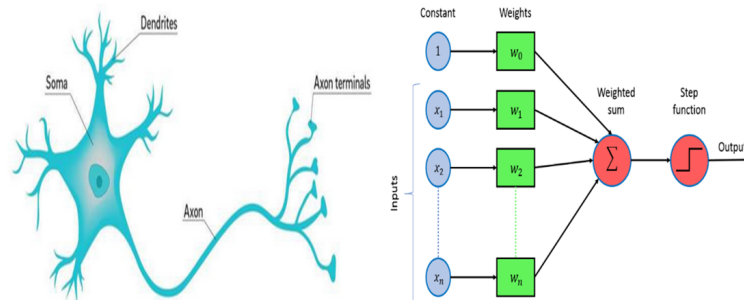 Dendrites
Soma
Axon terminals
Axon
Constant
Weights
1
w₀
Inputs
x₁
w₁
x₂
w₂
xₙ
wₙ
Weighted
sum
∑
Step
function
Output